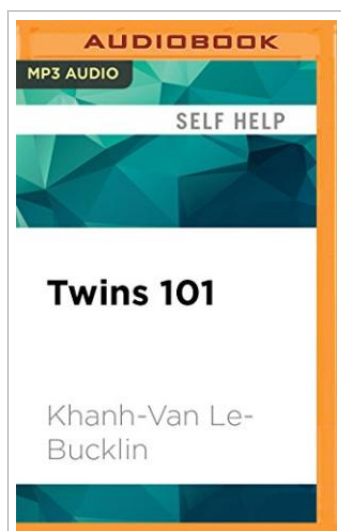 AUDIOBOOK
MP3 AUDIO
SELF HELP
Twins 101
Khanh-Van Le-
Bucklin